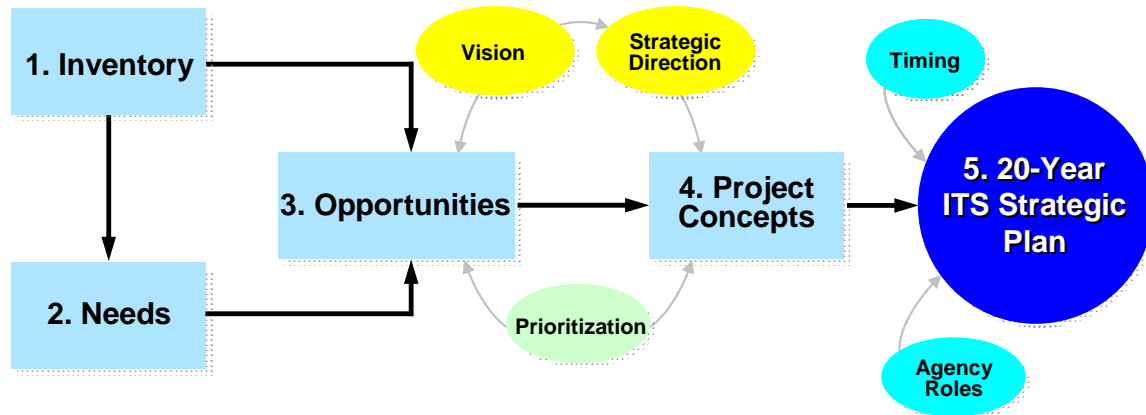 1. Inventory
Vision
Strategic
Direction
Timing
3. Opportunities
4. Project
Concepts
5. 20-Year
ITS Strategic
Plan
2. Needs
Prioritization
Agency
Roles